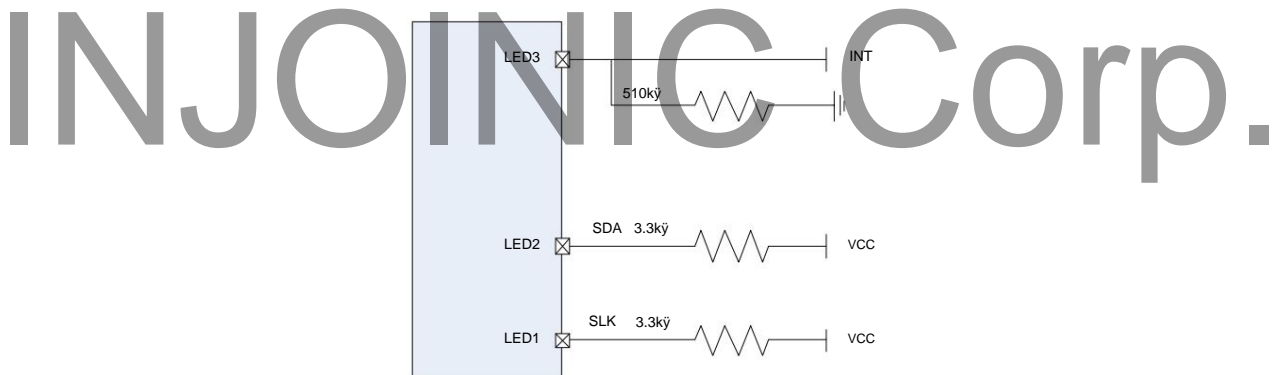 INJOINIC Corp.
LED3 INT
510kÿ
LED2 SDA 3.3kÿ VCC
LED1 SLK 3.3kÿ VCC